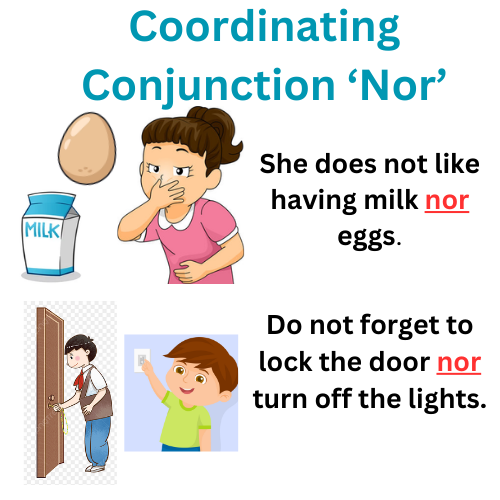 Coordinating
Conjunction ‘Nor’
MILK
She does not like
having milk nor
eggs.
Do not forget to
lock the door nor
turn off the lights.